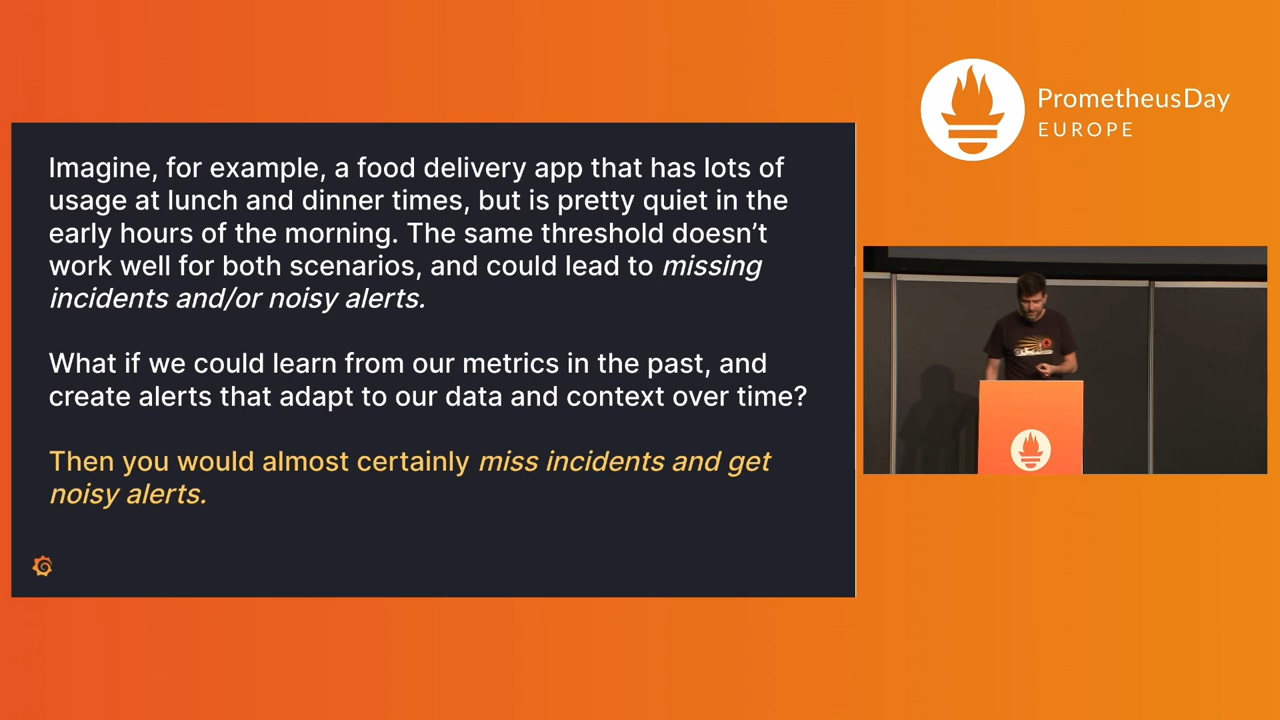 PrometheusDay
EUROPE
Imagine, for example, a food delivery app that has lots of
usage at lunch and dinner times, but is pretty quiet in the
early hours of the morning. The same threshold doesn’t
work well for both scenarios, and could lead to missing
incidents and/or noisy alerts.
What if we could learn from our metrics in the past, and
create alerts that adapt to our data and context over time?
Then you would almost certainly miss incidents and get
noisy alerts.